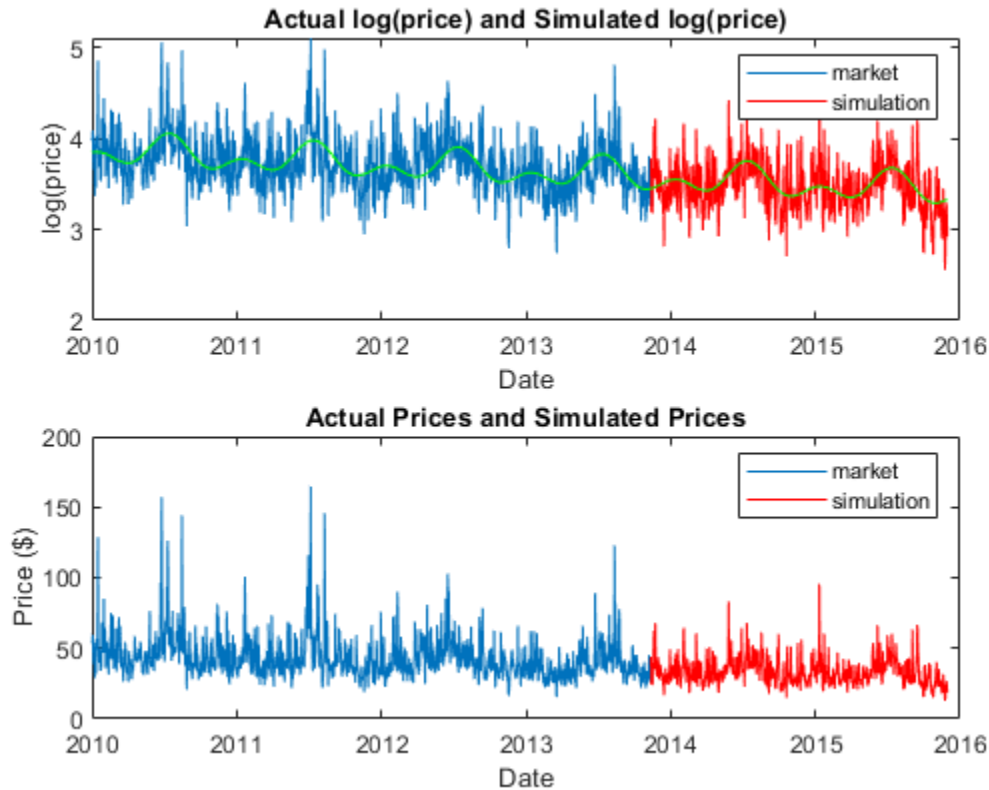 Actual log(price) and Simulated log(price)
5
4
3
2
log(price)
market
simulation
2010 2011 2012 2013 2014 2015 2016
Date
Actual Prices and Simulated Prices
200
150
100
50
0
Price ($)
market
simulation
2010 2011 2012 2013 2014 2015 2016
Date